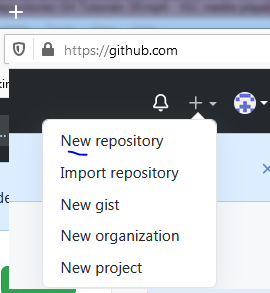 https://github.com
New repository
Import repository
New gist
New organization
New project